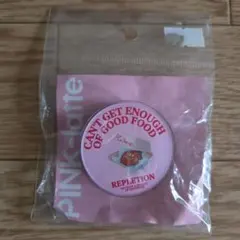 PINK-latte
CAN'T GET ENOUGH
OF GOOD FOOD
REPLETION